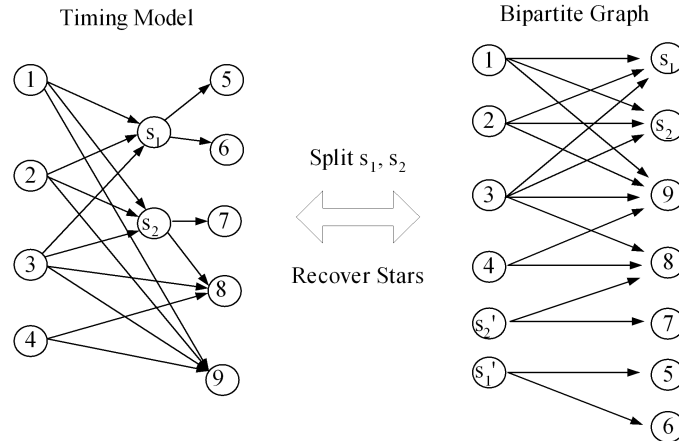 Timing Model
Bipartite Graph
1
2
3
4
s₁
s₂
5
6
7
8
9
Split s₁, s₂
Recover Stars
1
2
3
4
s₂'
s₁'
s₁
s₂
9
8
7
5
6